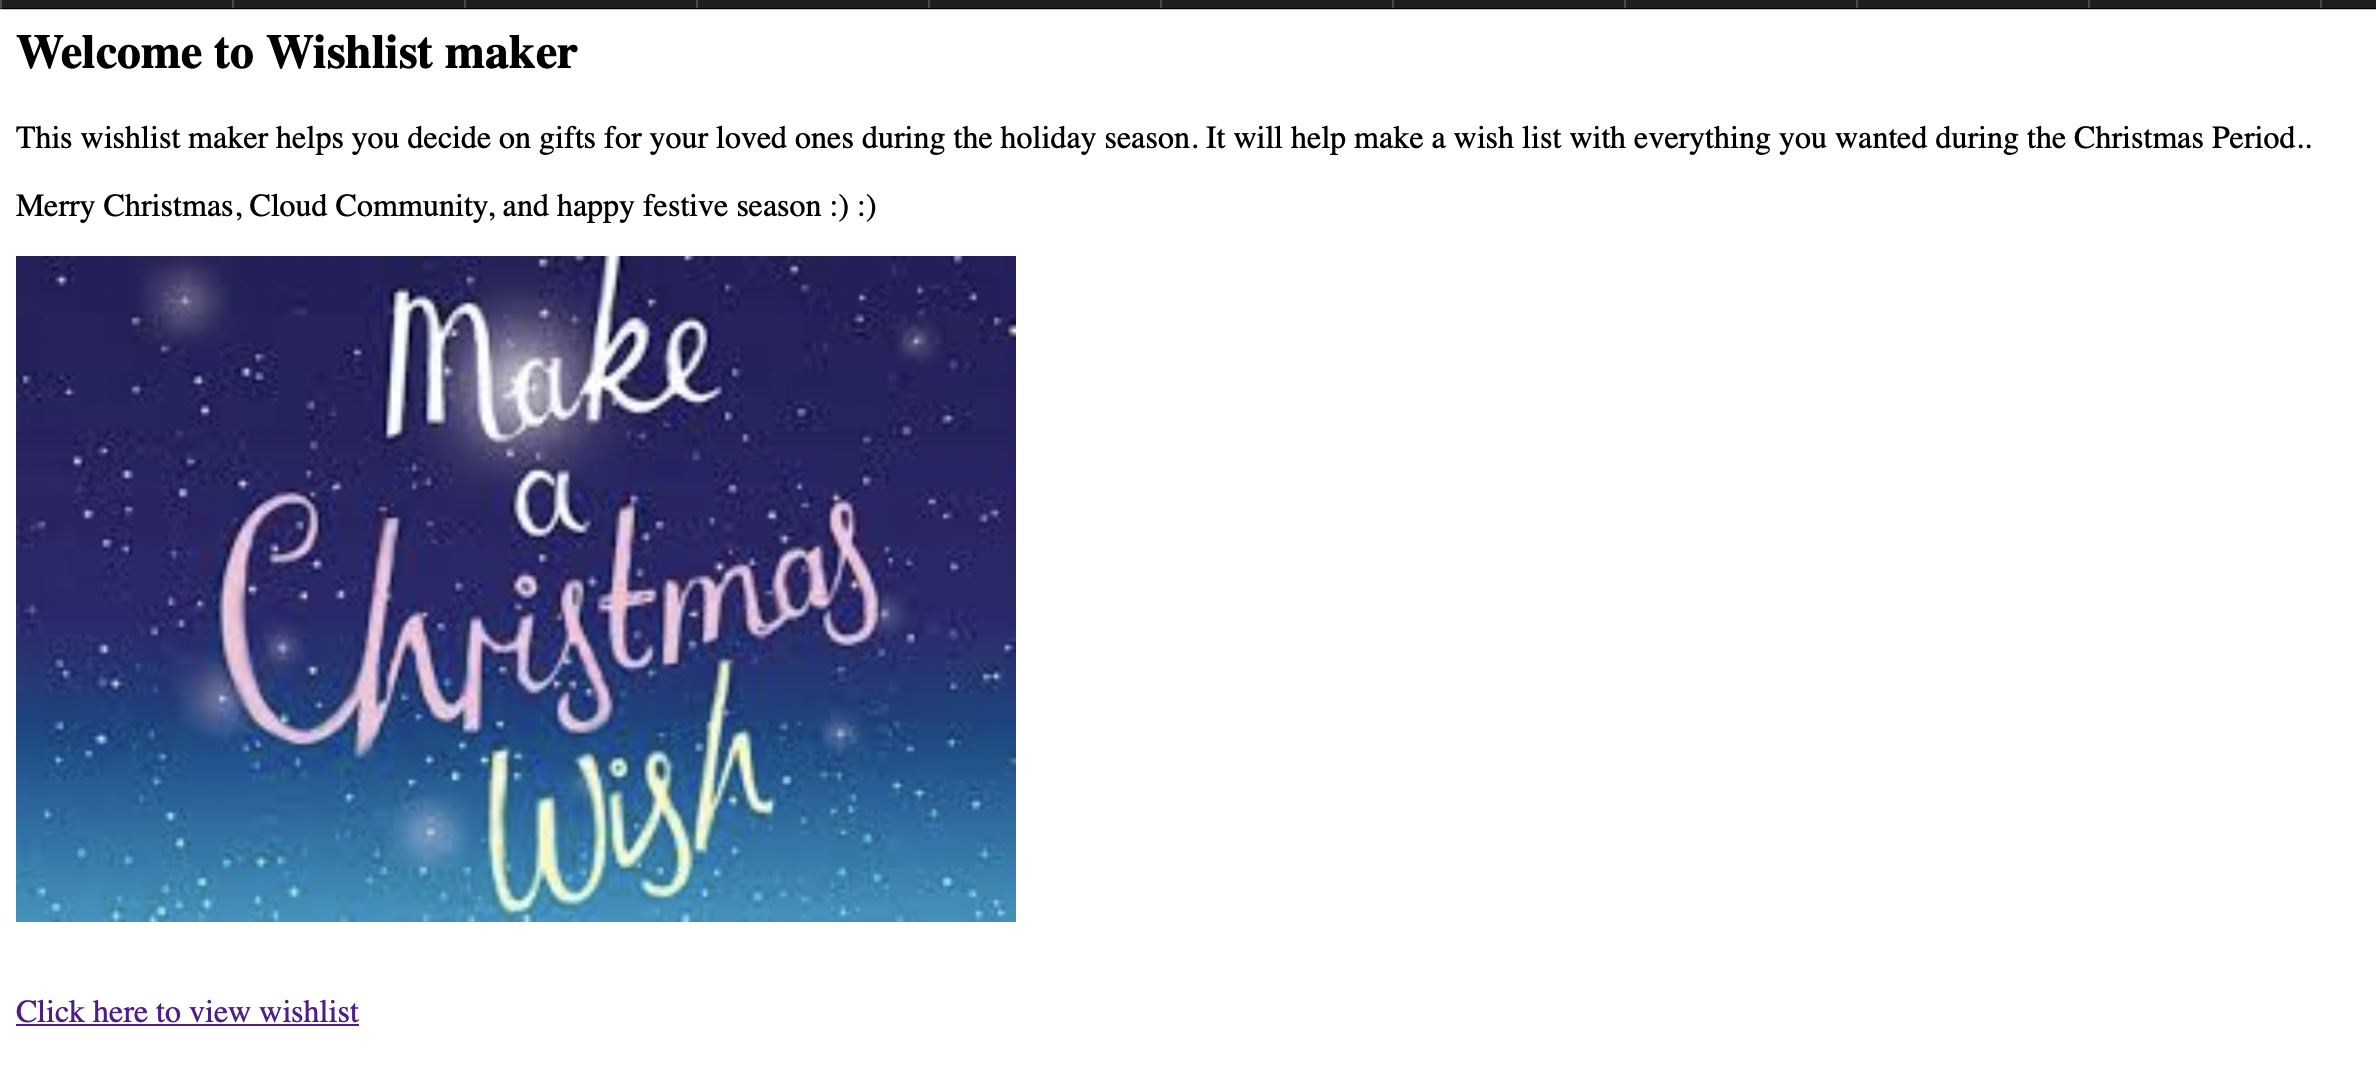 Welcome to Wishlist maker
This wishlist maker helps you decide on gifts for your loved ones during the holiday season. It will help make a wish list with everything you wanted during the Christmas Period..
Merry Christmas, Cloud Community, and happy festive season :) :)
Make
a
Christmas
Wish
Click here to view wishlist